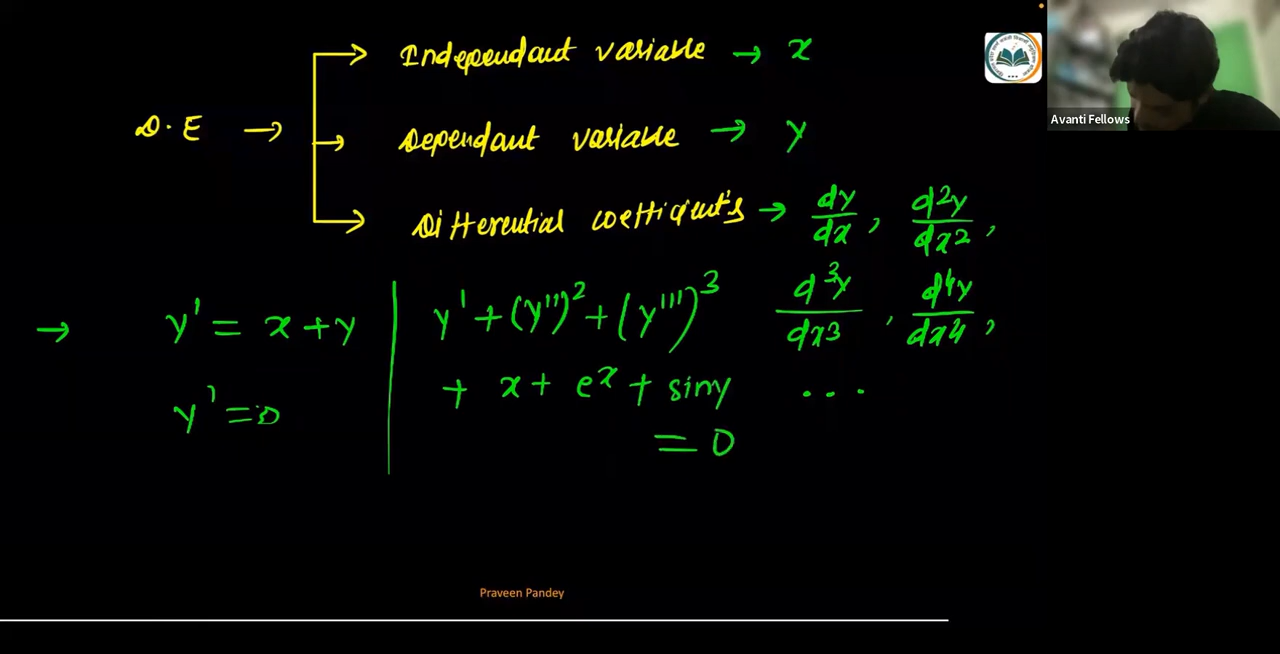 Independant variable → x
D.E → Dependant variable → y
Differential coefficient's → dy/dx, d2y/dx2,
d3y/dx3, d4y/dx4,
...
→ y' = x + y
y' = 0
y' + (y'')2 + (y''')3
+ x + ex + siny
= 0
Avanti Fellows
Praveen Pandey